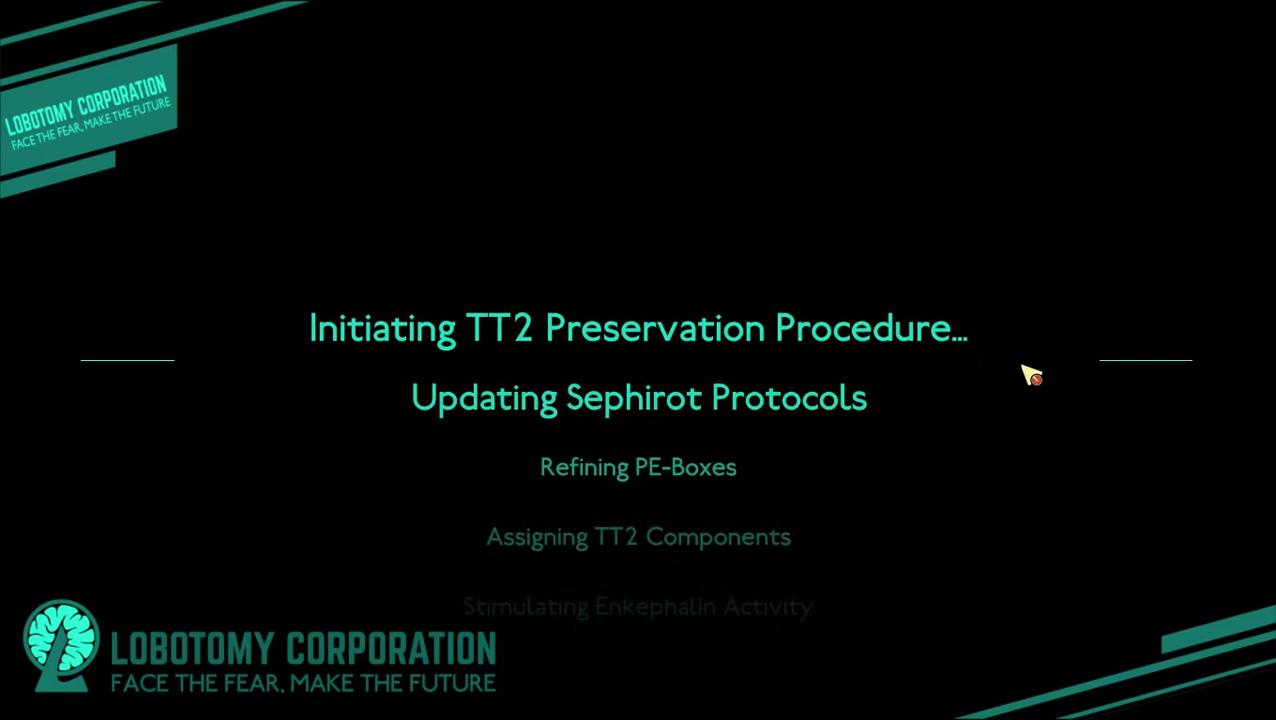 LOBOTOMY CORPORATION
FACE THE FEAR, MAKE THE FUTURE
Initiating TT2 Preservation Procedure...
Updating Sephirot Protocols
Refining PE-Boxes
Assigning TT2 Components
Stimulating Enkephalin Activity
LOBOTOMY CORPORATION
FACE THE FEAR, MAKE THE FUTURE